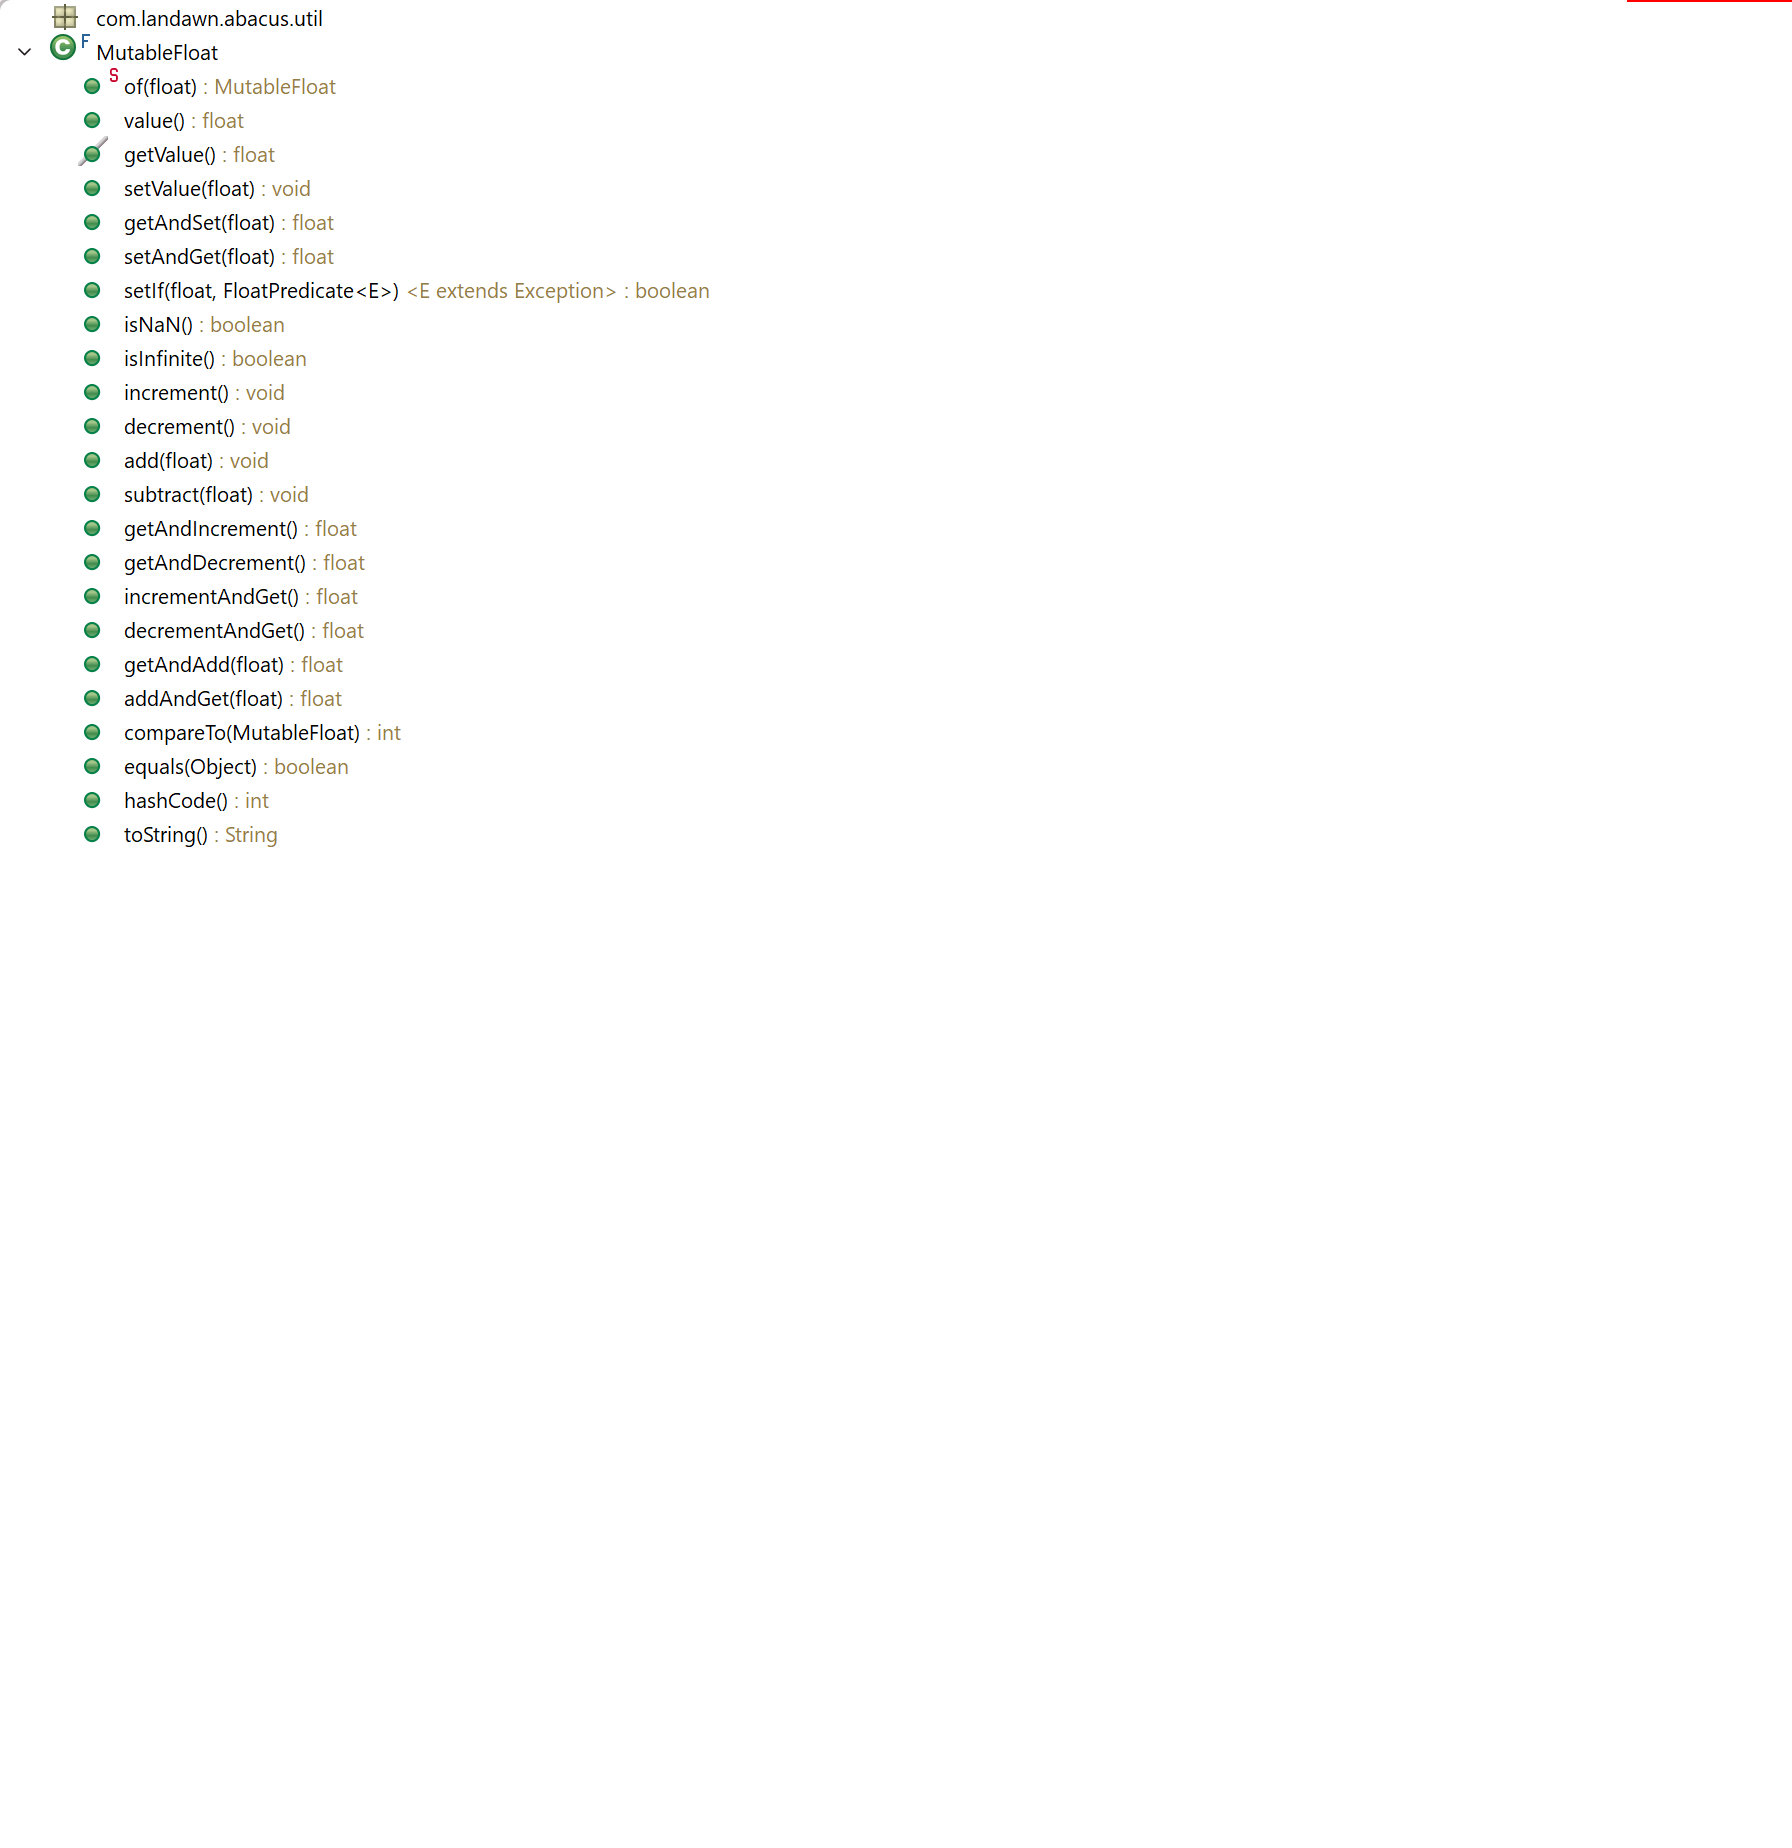 com.landawn.abacus.util
C F MutableFloat
S of(float) : MutableFloat
value() : float
getValue() : float
setValue(float) : void
getAndSet(float) : float
setAndGet(float) : float
setIf(float, FloatPredicate<E>) <E extends Exception> : boolean
isNaN() : boolean
isInfinite() : boolean
increment() : void
decrement() : void
add(float) : void
subtract(float) : void
getAndIncrement() : float
getAndDecrement() : float
incrementAndGet() : float
decrementAndGet() : float
getAndAdd(float) : float
addAndGet(float) : float
compareTo(MutableFloat) : int
equals(Object) : boolean
hashCode() : int
toString() : String